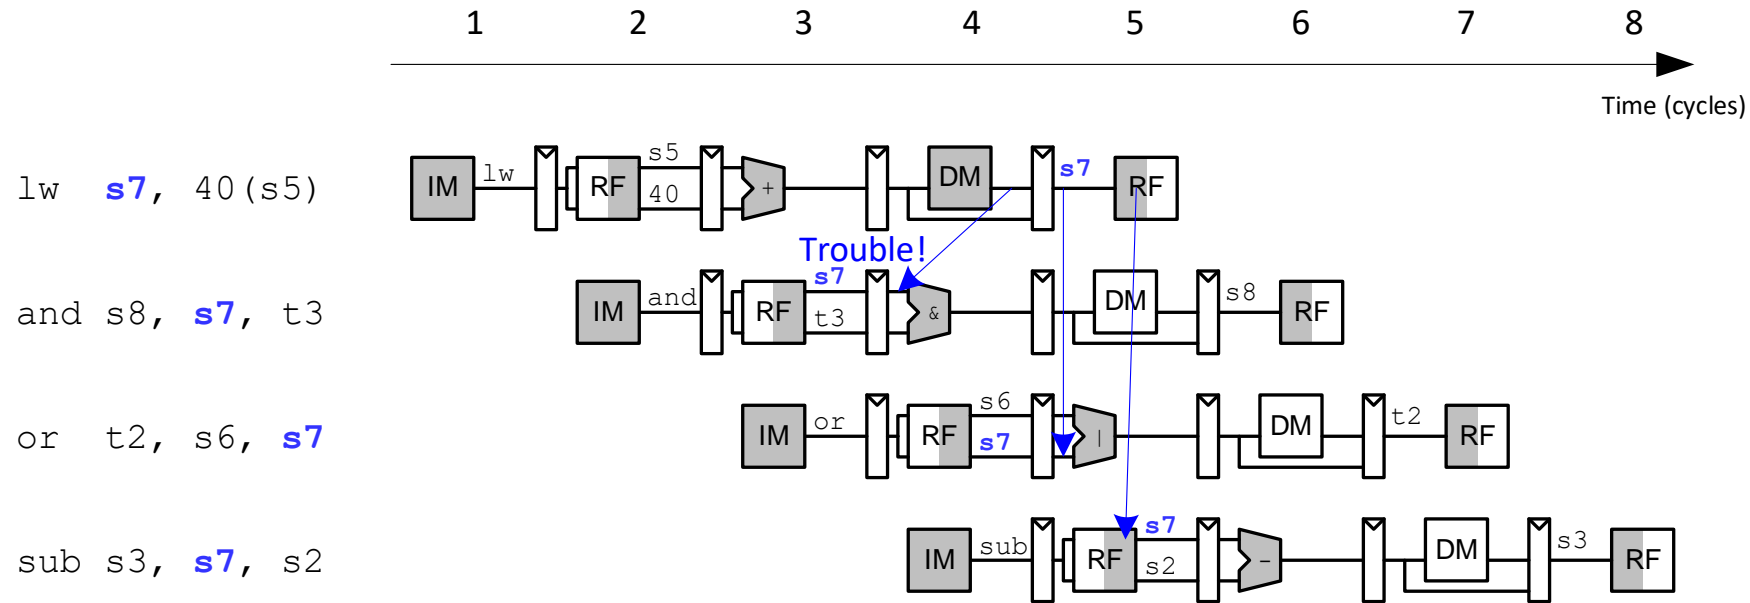 1 2 3 4 5 6 7 8
Time (cycles)
lw s7, 40(s5) IM lw RF s5 40 + DM s7 RF
Trouble!
and s8, s7, t3 IM and RF s7 t3 & DM s8 RF
or t2, s6, s7 IM or RF s6 s7 | DM t2 RF
sub s3, s7, s2 IM sub RF s7 s2 - DM s3 RF